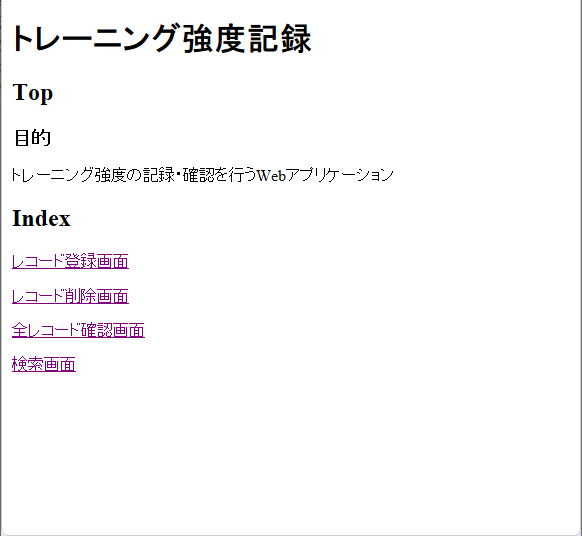 トレーニング強度記録
Top
目的
トレーニング強度の記録・確認を行うWebアプリケーション
Index
レコード登録画面
レコード削除画面
全レコード確認画面
検索画面